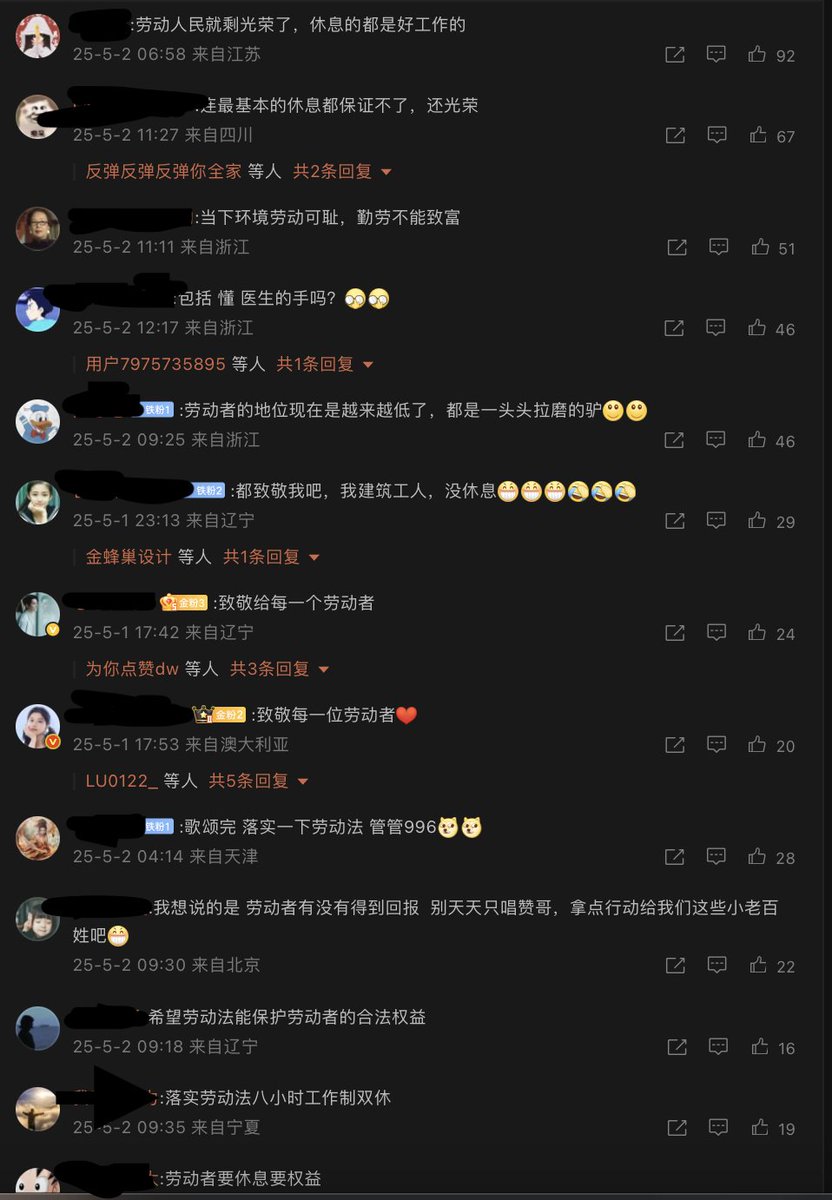 :劳动人民就剩光荣了，休息的都是好工作的
25-5-2 06:58 来自江苏
92
:连最基本的休息都保证不了，还光荣
25-5-2 11:27 来自四川
67
反弹反弹反弹你全家 等人 共2条回复
:当下环境劳动可耻，勤劳不能致富
25-5-2 11:11 来自浙江
51
:包括 懂 医生的手吗？
25-5-2 12:17 来自浙江
46
用户7975735895 等人 共1条回复
铁粉1 :劳动者的地位现在是越来越低了，都是一头头拉磨的驴
25-5-2 09:25 来自浙江
46
铁粉2 :都致敬我吧，我建筑工人，没休息
25-5-1 23:13 来自辽宁
29
金蜂巢设计 等人 共1条回复
金粉3 :致敬给每一个劳动者
25-5-1 17:42 来自辽宁
24
为你点赞dw 等人 共3条回复
金粉2 :致敬每一位劳动者
25-5-1 17:53 来自澳大利亚
20
LU0122_ 等人 共5条回复
铁粉1 :歌颂完 落实一下劳动法 管管996
25-5-2 04:14 来自天津
28
:我想说的是 劳动者有没有得到回报 别天天只唱赞哥，拿点行动给我们这些小老百
姓吧
25-5-2 09:30 来自北京
22
希望劳动法能保护劳动者的合法权益
25-5-2 09:18 来自辽宁
16
:落实劳动法八小时工作制双休
25-5-2 09:35 来自宁夏
19
:劳动者要休息要权益